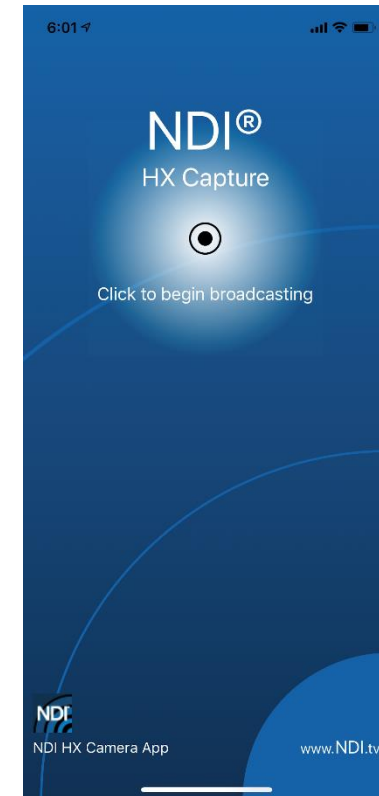 6:01
NDI®
HX Capture
Click to begin broadcasting
NDI
NDI HX Camera App
www.NDI.tv